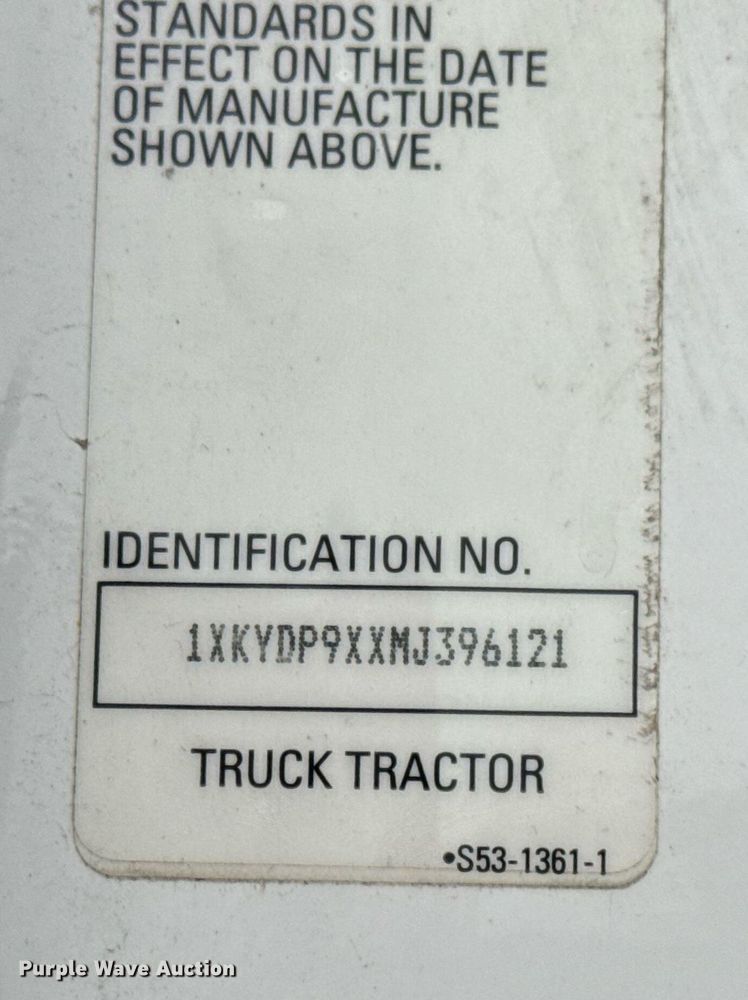 STANDARDS IN
EFFECT ON THE DATE
OF MANUFACTURE
SHOWN ABOVE.
IDENTIFICATION NO.
1XKYDP9XXMJ396121
TRUCK TRACTOR
•S53-1361-1
Purple Wave Auction